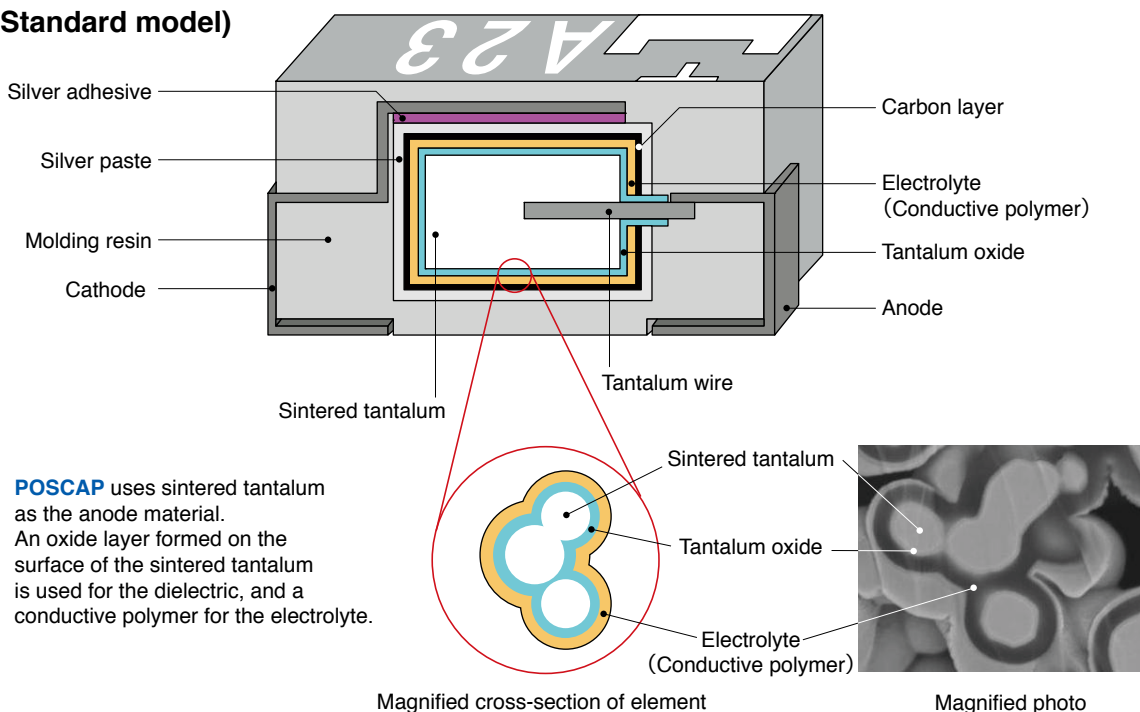 Standard model)
A23
Silver adhesive
Carbon layer
Silver paste
Electrolyte
（Conductive polymer）
Molding resin
Tantalum oxide
Cathode
Anode
Tantalum wire
Sintered tantalum
Sintered tantalum
POSCAP uses sintered tantalum
as the anode material.
An oxide layer formed on the
surface of the sintered tantalum
is used for the dielectric, and a
conductive polymer for the electrolyte.
Tantalum oxide
Electrolyte
（Conductive polymer）
Magnified cross-section of element
Magnified photo